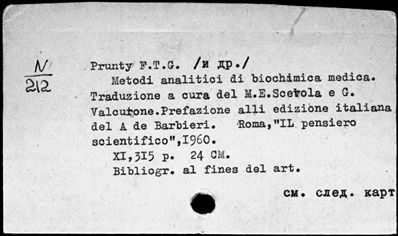 N/212
Prunty F.T.G. /и др./
Metodi analitici di biochimica medica.
Traduzione a cura del M.E.Scevola e G.
Valcurone.Prefazione alli edizione italiana
del A de Barbieri. Roma,"IL pensiero
scientifico",1960.
XI,315 p. 24 CM.
Bibliogr. al fines del art.
см. след. карт